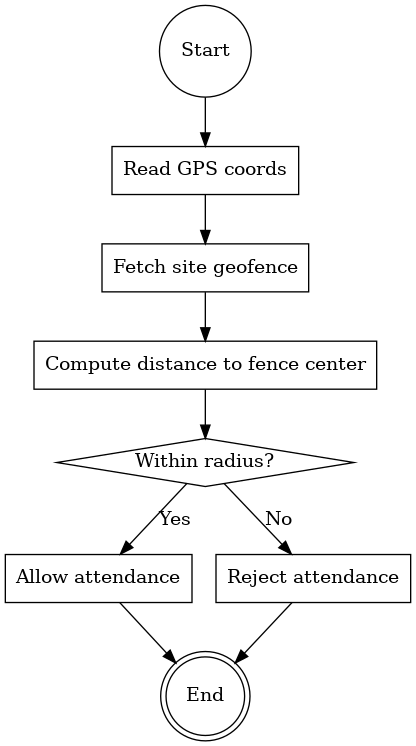 Start
Read GPS coords
Fetch site geofence
Compute distance to fence center
Within radius?
Yes
No
Allow attendance
Reject attendance
End